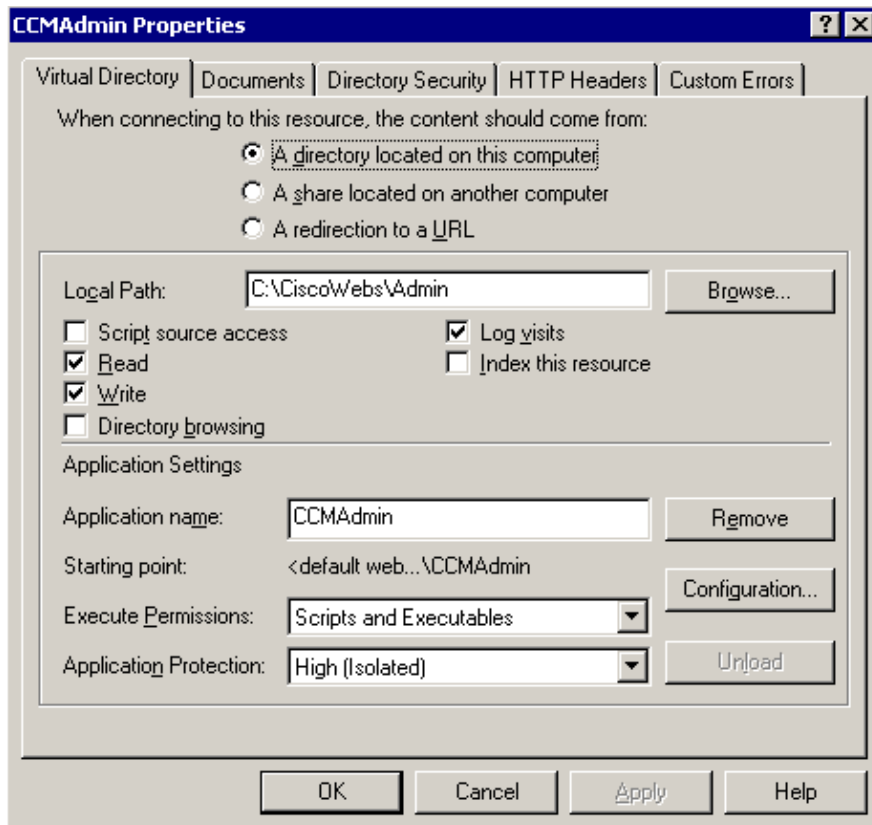 CCMAdmin Properties
Virtual Directory Documents Directory Security HTTP Headers Custom Errors
When connecting to this resource, the content should come from:
A directory located on this computer
A share located on another computer
A redirection to a URL
Local Path: C:\CiscoWebs\Admin Browse...
Script source access Log visits
Read Index this resource
Write
Directory browsing
Application Settings
Application name: CCMAdmin Remove
Starting point: <default web...\CCMAdmin
Configuration...
Execute Permissions: Scripts and Executables
Application Protection: High (Isolated) Unload
OK Cancel Apply Help